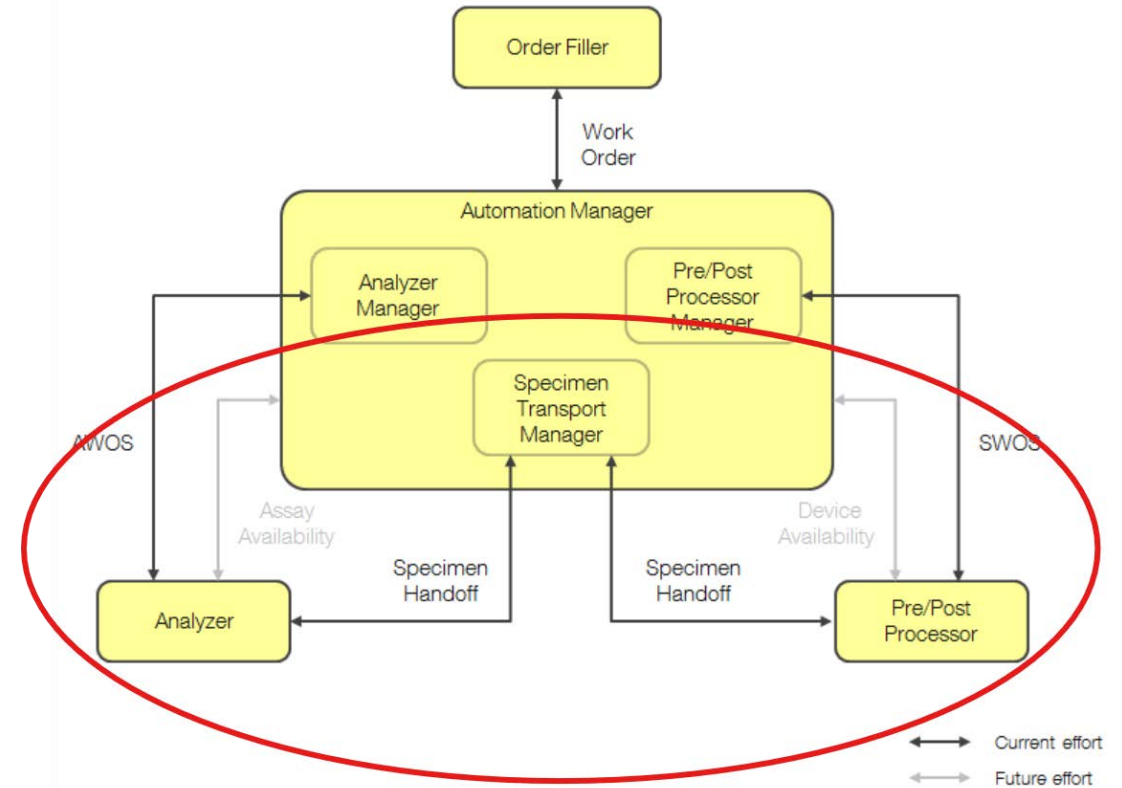 Order Filler
Work
Order
Automation Manager
Analyzer
Manager
Pre/Post
Processor
Manager
Specimen
Transport
Manager
AWOS
SWOS
Assay
Availability
Device
Availability
Specimen
Handoff
Specimen
Handoff
Analyzer
Pre/Post
Processor
Current effort
Future effort